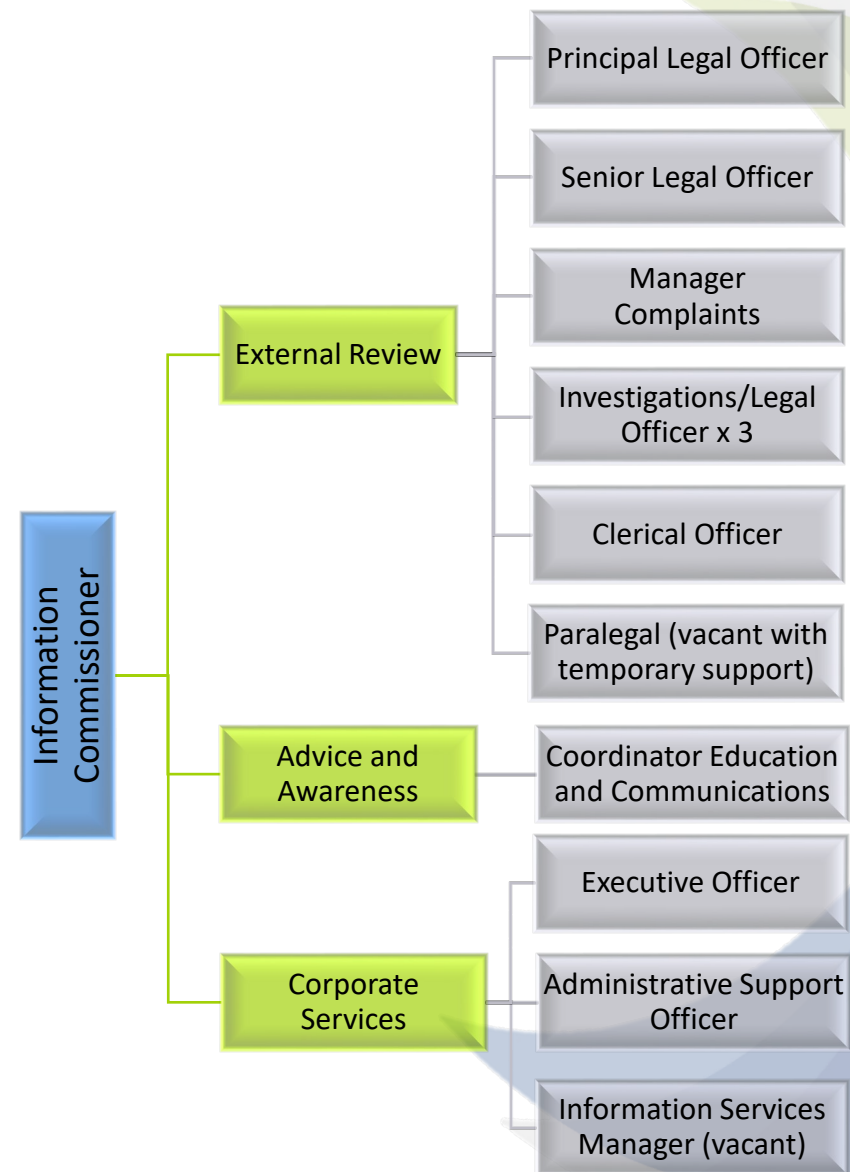 Information
Commissioner
External Review
Principal Legal Officer
Senior Legal Officer
Manager
Complaints
Investigations/Legal
Officer x 3
Clerical Officer
Paralegal (vacant with
temporary support)
Advice and
Awareness
Coordinator Education
and Communications
Corporate
Services
Executive Officer
Administrative Support
Officer
Information Services
Manager (vacant)